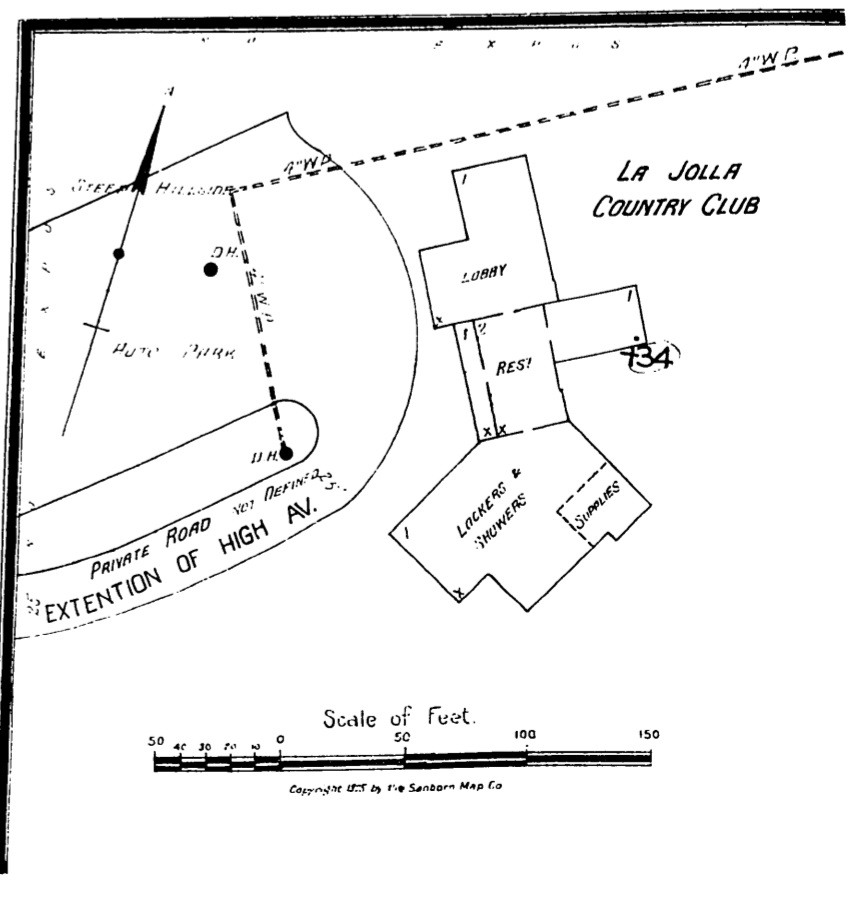 4" W.P.
N
4" W.P.
LA JOLLA
COUNTRY CLUB
STEEP HILLSIDE
1
D.H.
LOBBY
W.P.
1
X
1 2
AUTO PARK
REST
434
X X
D.H.
LOCKERS &
SHOWERS
SUPPLIES
NOT DEFINED
PRIVATE ROAD
EXTENTION OF HIGH AV.
1
X
Scale of Feet.
50 40 30 20 10 0 50 100 150
Copyright by the Sanborn Map Co